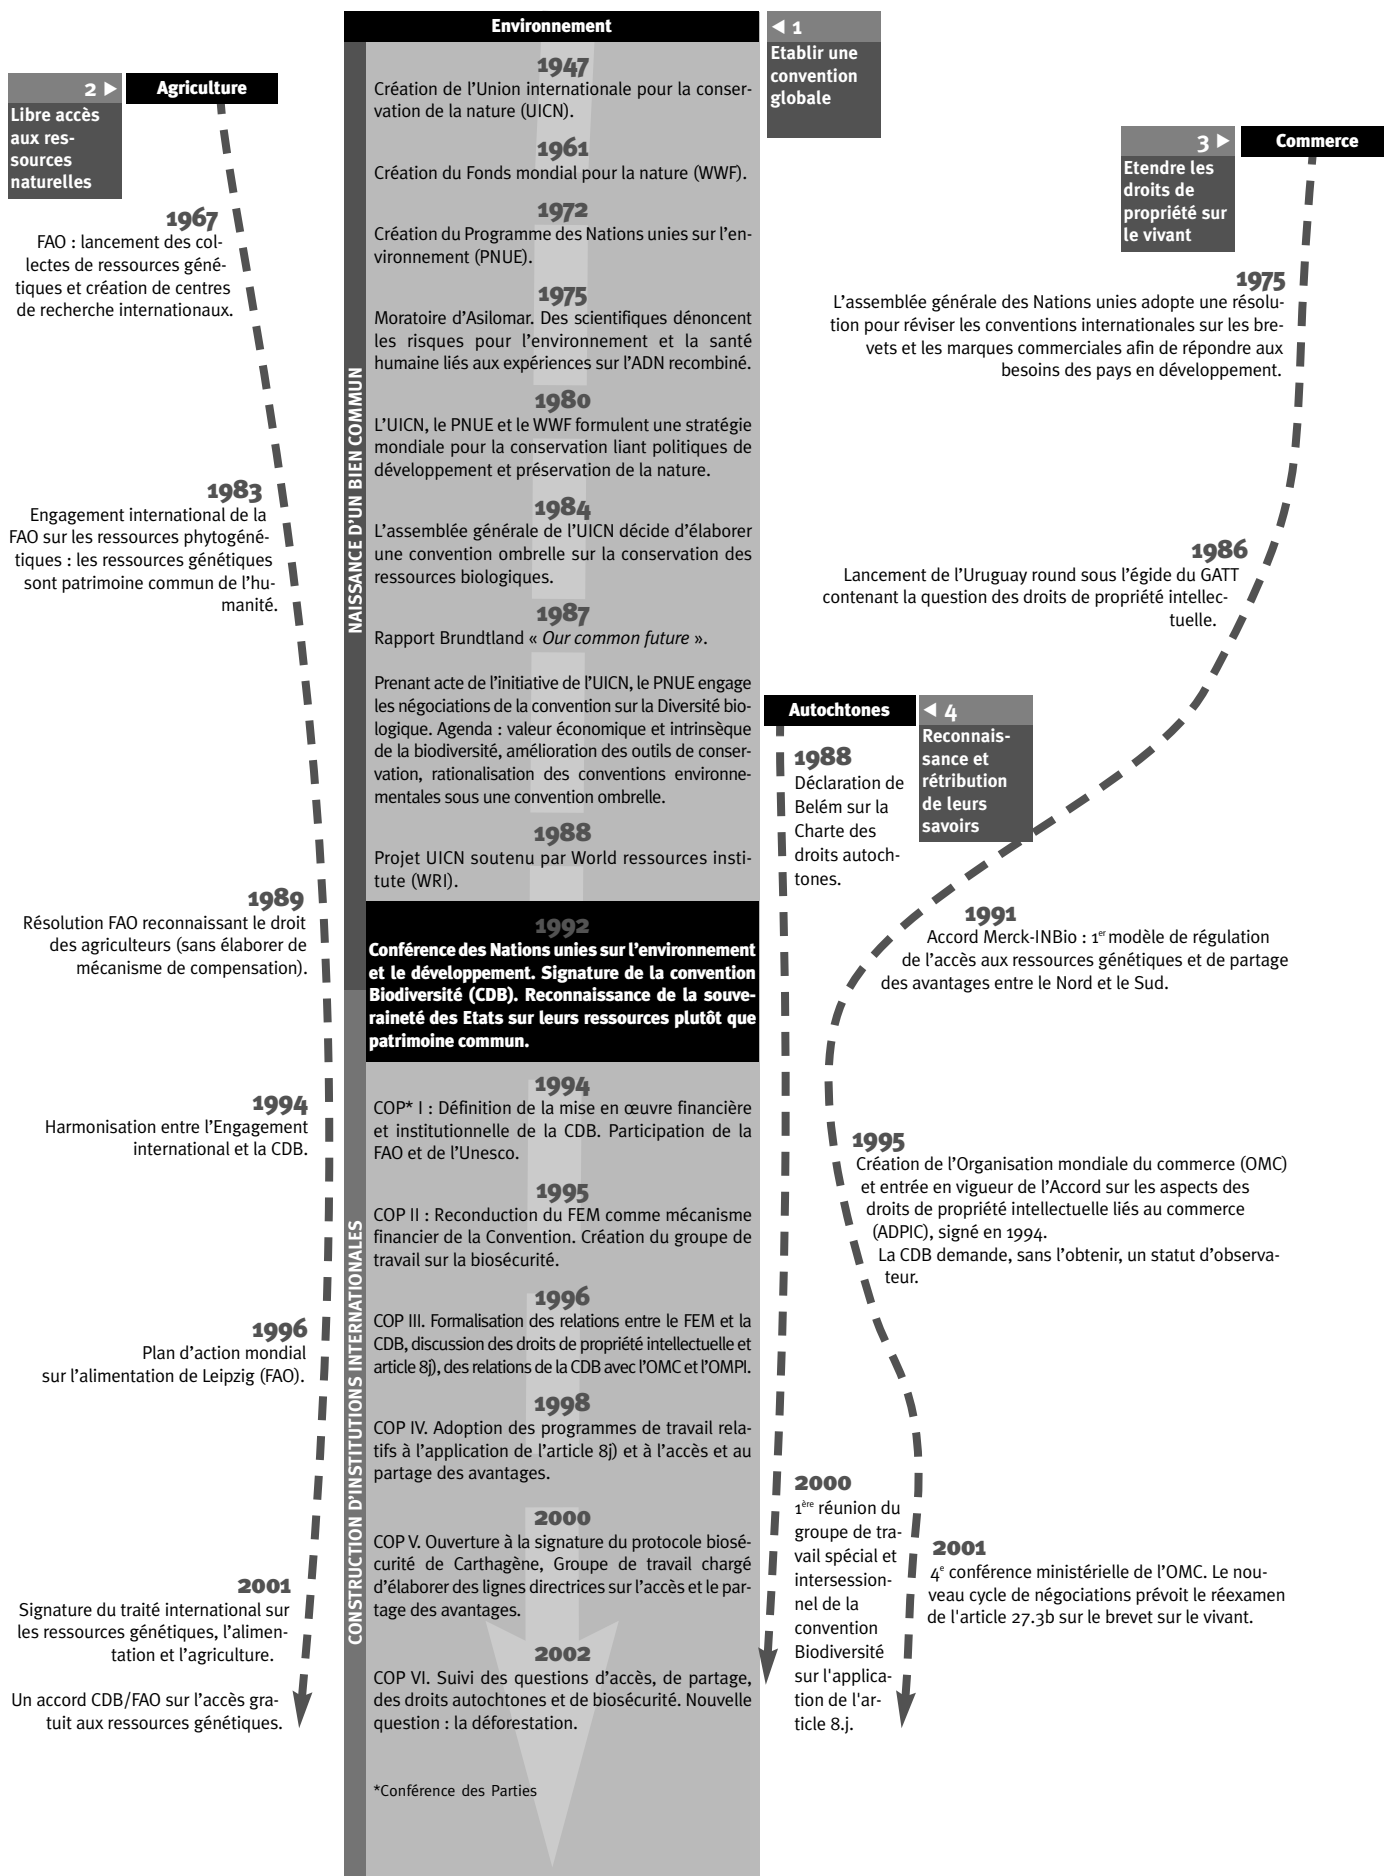 Environnement
◄ 1
Etablir une
convention
globale
2 ►
Agriculture
Libre accès
aux res-
sources
naturelles
3 ►
Commerce
Etendre les
droits de
propriété sur
le vivant
NAISSANCE D'UN BIEN COMMUN
1947
Création de l'Union internationale pour la conser-
vation de la nature (UICN).
1961
Création du Fonds mondial pour la nature (WWF).
1972
Création du Programme des Nations unies sur l'en-
vironnement (PNUE).
1975
Moratoire d'Asilomar. Des scientifiques dénoncent
les risques pour l'environnement et la santé
humaine liés aux expériences sur l'ADN recombiné.
1980
L'UICN, le PNUE et le WWF formulent une stratégie
mondiale pour la conservation liant politiques de
développement et préservation de la nature.
1984
L'assemblée générale de l'UICN décide d'élaborer
une convention ombrelle sur la conservation des
ressources biologiques.
1987
Rapport Brundtland « Our common future ».
Prenant acte de l'initiative de l'UICN, le PNUE engage
les négociations de la convention sur la Diversité bio-
logique. Agenda : valeur économique et intrinsèque
de la biodiversité, amélioration des outils de conser-
vation, rationalisation des conventions environne-
mentales sous une convention ombrelle.
1988
Projet UICN soutenu par World ressources insti-
tute (WRI).
1992
Conférence des Nations unies sur l'environnement
et le développement. Signature de la convention
Biodiversité (CDB). Reconnaissance de la souve-
raineté des Etats sur leurs ressources plutôt que
patrimoine commun.
CONSTRUCTION D'INSTITUTIONS INTERNATIONALES
1994
COP* I : Définition de la mise en œuvre financière
et institutionnelle de la CDB. Participation de la
FAO et de l'Unesco.
1995
COP II : Reconduction du FEM comme mécanisme
financier de la Convention. Création du groupe de
travail sur la biosécurité.
1996
COP III. Formalisation des relations entre le FEM et la
CDB, discussion des droits de propriété intellectuelle et
article 8j), des relations de la CDB avec l'OMC et l'OMPI.
1998
COP IV. Adoption des programmes de travail rela-
tifs à l'application de l'article 8j) et à l'accès et au
partage des avantages.
2000
COP V. Ouverture à la signature du protocole biosé-
curité de Carthagène, Groupe de travail chargé
d'élaborer des lignes directrices sur l'accès et le par-
tage des avantages.
2002
COP VI. Suivi des questions d'accès, de partage,
des droits autochtones et de biosécurité. Nouvelle
question : la déforestation.
*Conférence des Parties
1967
FAO : lancement des col-
lectes de ressources géné-
tiques et création de centres
de recherche internationaux.
1983
Engagement international de la
FAO sur les ressources phytogéné-
tiques : les ressources génétiques
sont patrimoine commun de l'hu-
manité.
1989
Résolution FAO reconnaissant le droit
des agriculteurs (sans élaborer de
mécanisme de compensation).
1994
Harmonisation entre l'Engagement
international et la CDB.
1996
Plan d'action mondial
sur l'alimentation de Leipzig (FAO).
2001
Signature du traité international sur
les ressources génétiques, l'alimen-
tation et l'agriculture.
Un accord CDB/FAO sur l'accès gra-
tuit aux ressources génétiques.
1975
L'assemblée générale des Nations unies adopte une résolu-
tion pour réviser les conventions internationales sur les bre-
vets et les marques commerciales afin de répondre aux
besoins des pays en développement.
1986
Lancement de l'Uruguay round sous l'égide du GATT
contenant la question des droits de propriété intellec-
tuelle.
Autochtones
◄ 4
Reconnais-
sance et
rétribution
de leurs
savoirs
1988
Déclaration de
Belém sur la
Charte des
droits autoch-
tones.
1991
Accord Merck-INBio : 1er modèle de régulation
de l'accès aux ressources génétiques et de partage
des avantages entre le Nord et le Sud.
1995
Création de l'Organisation mondiale du commerce (OMC)
et entrée en vigueur de l'Accord sur les aspects des
droits de propriété intellectuelle liés au commerce
(ADPIC), signé en 1994.
La CDB demande, sans l'obtenir, un statut d'observa-
teur.
2000
1ère réunion du
groupe de tra-
vail spécial et
intersession-
nel de la
convention
Biodiversité
sur l'applica-
tion de l'ar-
ticle 8.j.
2001
4e conférence ministérielle de l'OMC. Le nou-
veau cycle de négociations prévoit le réexamen
de l'article 27.3b sur le brevet sur le vivant.